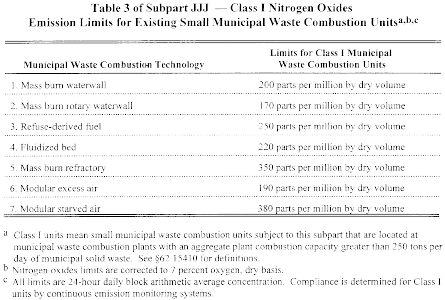 Table 3 of Subpart JJJ — Class I Nitrogen Oxides
Emission Limits for Existing Small Municipal Waste Combustion Units a,b,c
Municipal Waste Combustion Technology Limits for Class I Municipal Waste Combustion Units
1. Mass burn waterwall 200 parts per million by dry volume
2. Mass burn rotary waterwall 170 parts per million by dry volume
3. Refuse-derived fuel 250 parts per million by dry volume
4. Fluidized bed 220 parts per million by dry volume
5. Mass burn refractory 350 parts per million by dry volume
6. Modular excess air 190 parts per million by dry volume
7. Modular starved air 380 parts per million by dry volume
a Class I units mean small municipal waste combustion units subject to this subpart that are located at
municipal waste combustion plants with an aggregate plant combustion capacity greater than 250 tons per
day of municipal solid waste. See §62.15410 for definitions.
b Nitrogen oxides limits are corrected to 7 percent oxygen, dry basis.
c All limits are 24-hour daily block arithmetic average concentration. Compliance is determined for Class I
units by continuous emission monitoring systems.